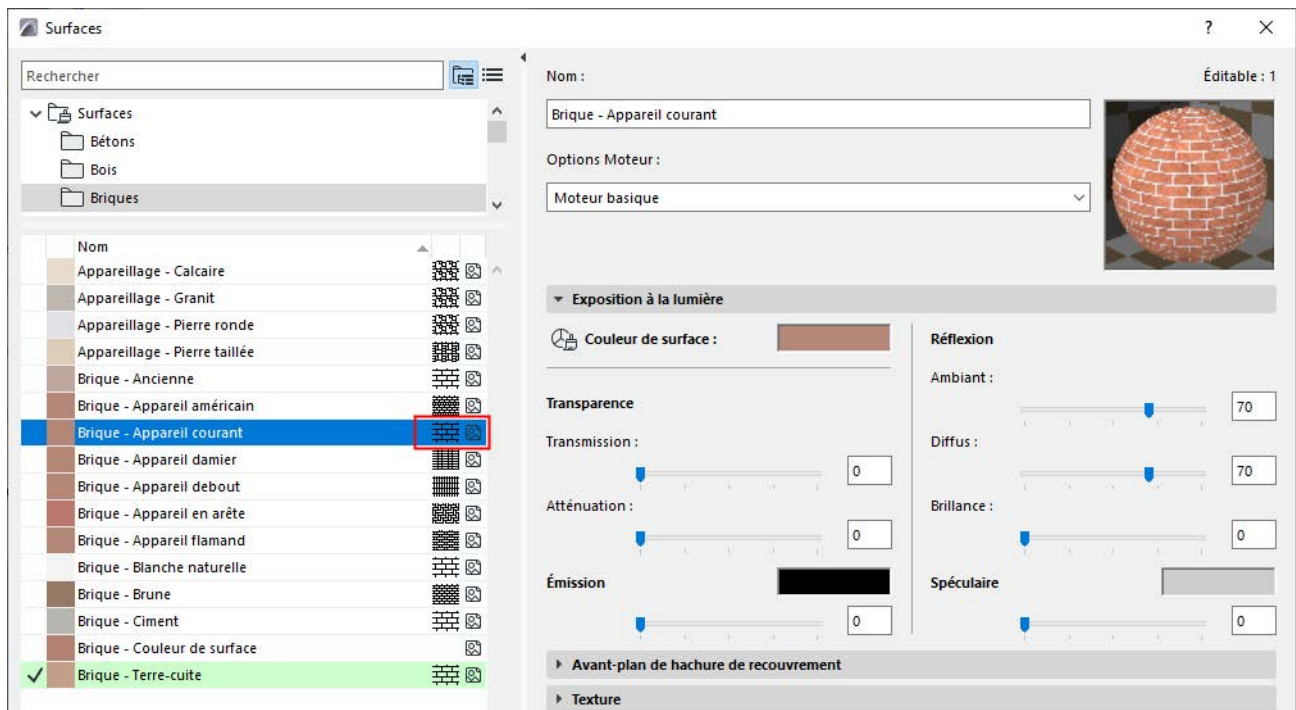 Surfaces
?
Rechercher
Surfaces
Bétons
Bois
Briques
Nom
Appareillage - Calcaire
Appareillage - Granit
Appareillage - Pierre ronde
Appareillage - Pierre taillée
Brique - Ancienne
Brique - Appareil américain
Brique - Appareil courant
Brique - Appareil damier
Brique - Appareil debout
Brique - Appareil en arête
Brique - Appareil flamand
Brique - Blanche naturelle
Brique - Brune
Brique - Ciment
Brique - Couleur de surface
Brique - Terre-cuite
Nom :
Éditable : 1
Brique - Appareil courant
Options Moteur :
Moteur basique
Exposition à la lumière
Couleur de surface :
Transparence
Transmission :
0
Atténuation :
0
Émission
0
Réflexion
Ambiant :
70
Diffus :
70
Brillance :
0
Spéculaire
0
Avant-plan de hachure de recouvrement
Texture